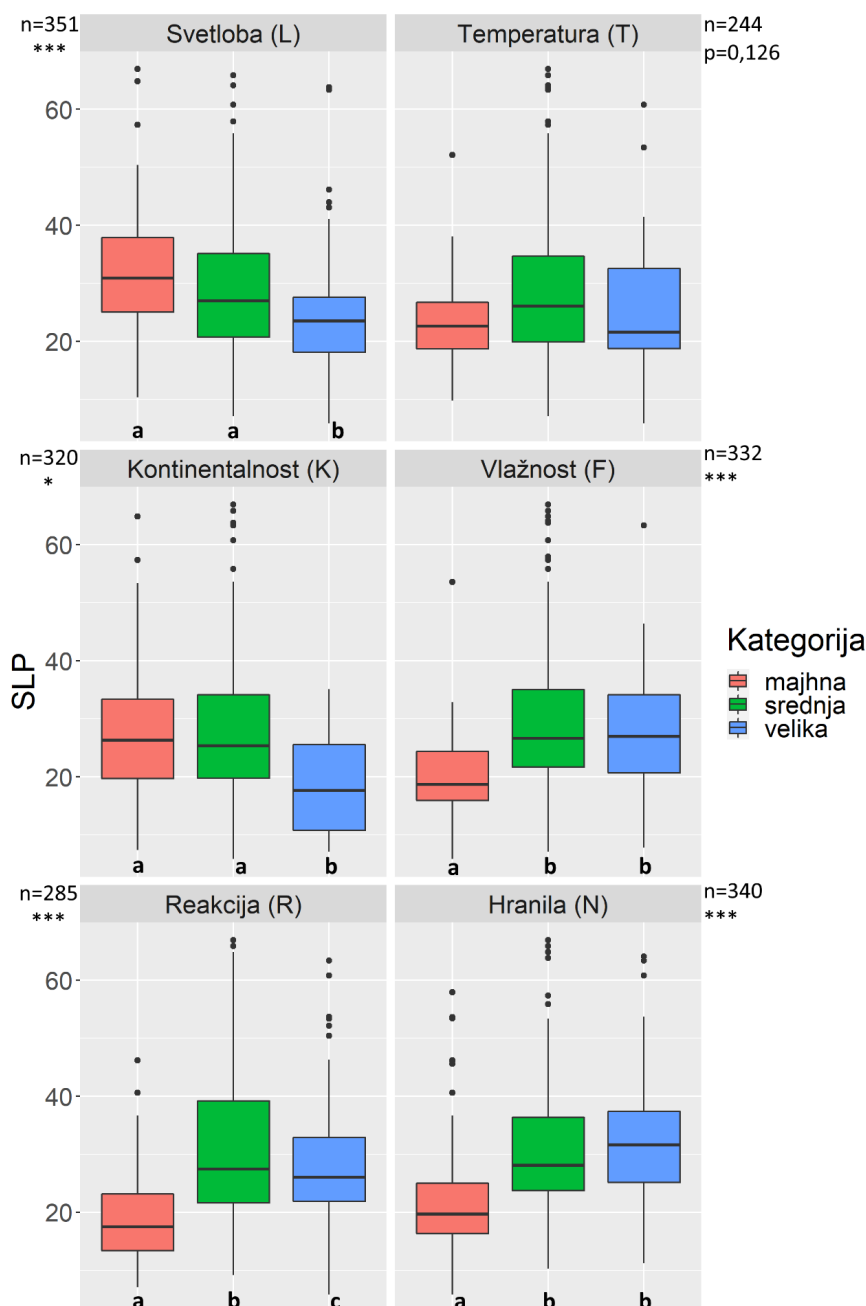 n=351
***
Svetloba (L)
Temperatura (T)
n=244
p=0,126
60
40
20
a a b
n=320
*
Kontinentalnost (K)
Vlažnost (F)
n=332
***
60
40
20
a a b
a b b
SLP
Kategorija
majhna
srednja
velika
n=285
***
Reakcija (R)
Hranila (N)
n=340
***
60
40
20
a b c
a b b